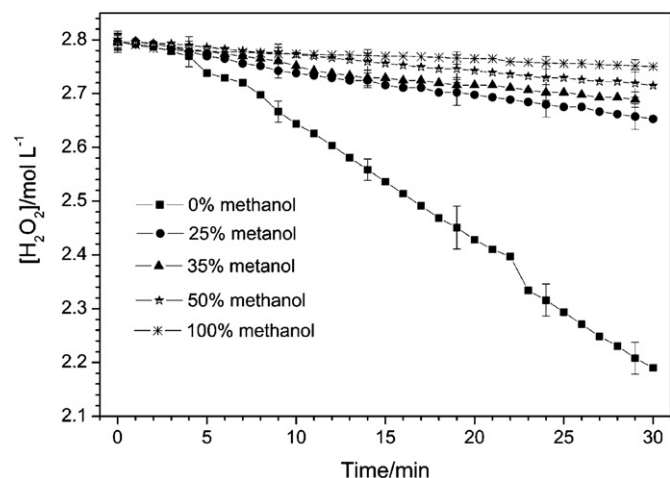 2.8
2.7
2.6
2.5
2.4
2.3
2.2
2.1
[H₂O₂]/mol L⁻¹
0% methanol
25% metanol
35% metanol
50% methanol
100% methanol
0 5 10 15 20 25 30
Time/min